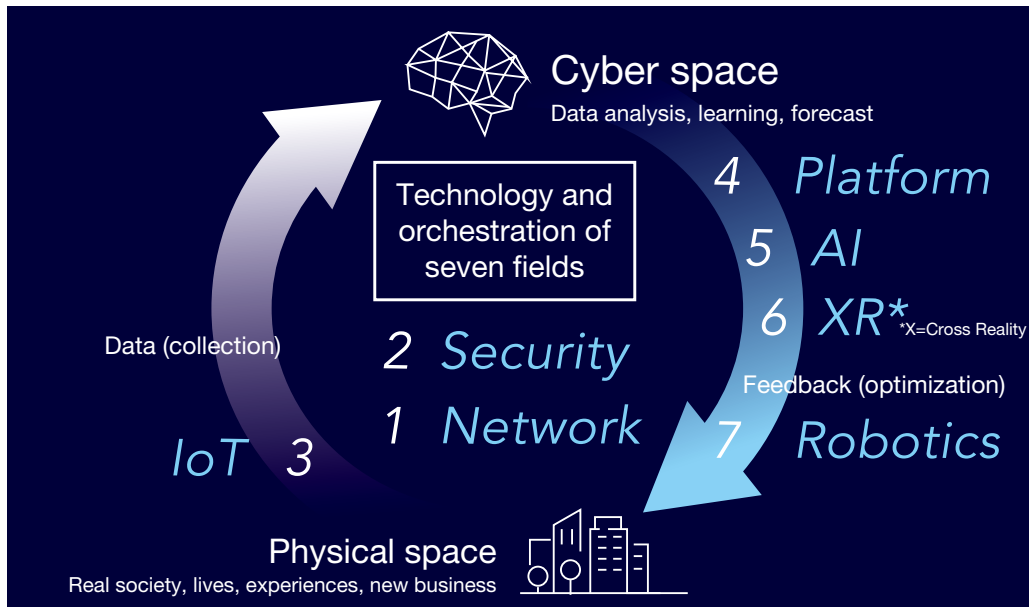 Cyber space
Data analysis, learning, forecast
Technology and
orchestration of
seven fields
4 Platform
5 AI
6 XR*
*X=Cross Reality
Data (collection)
2 Security
Feedback (optimization)
1 Network
7 Robotics
IoT 3
Physical space
Real society, lives, experiences, new business